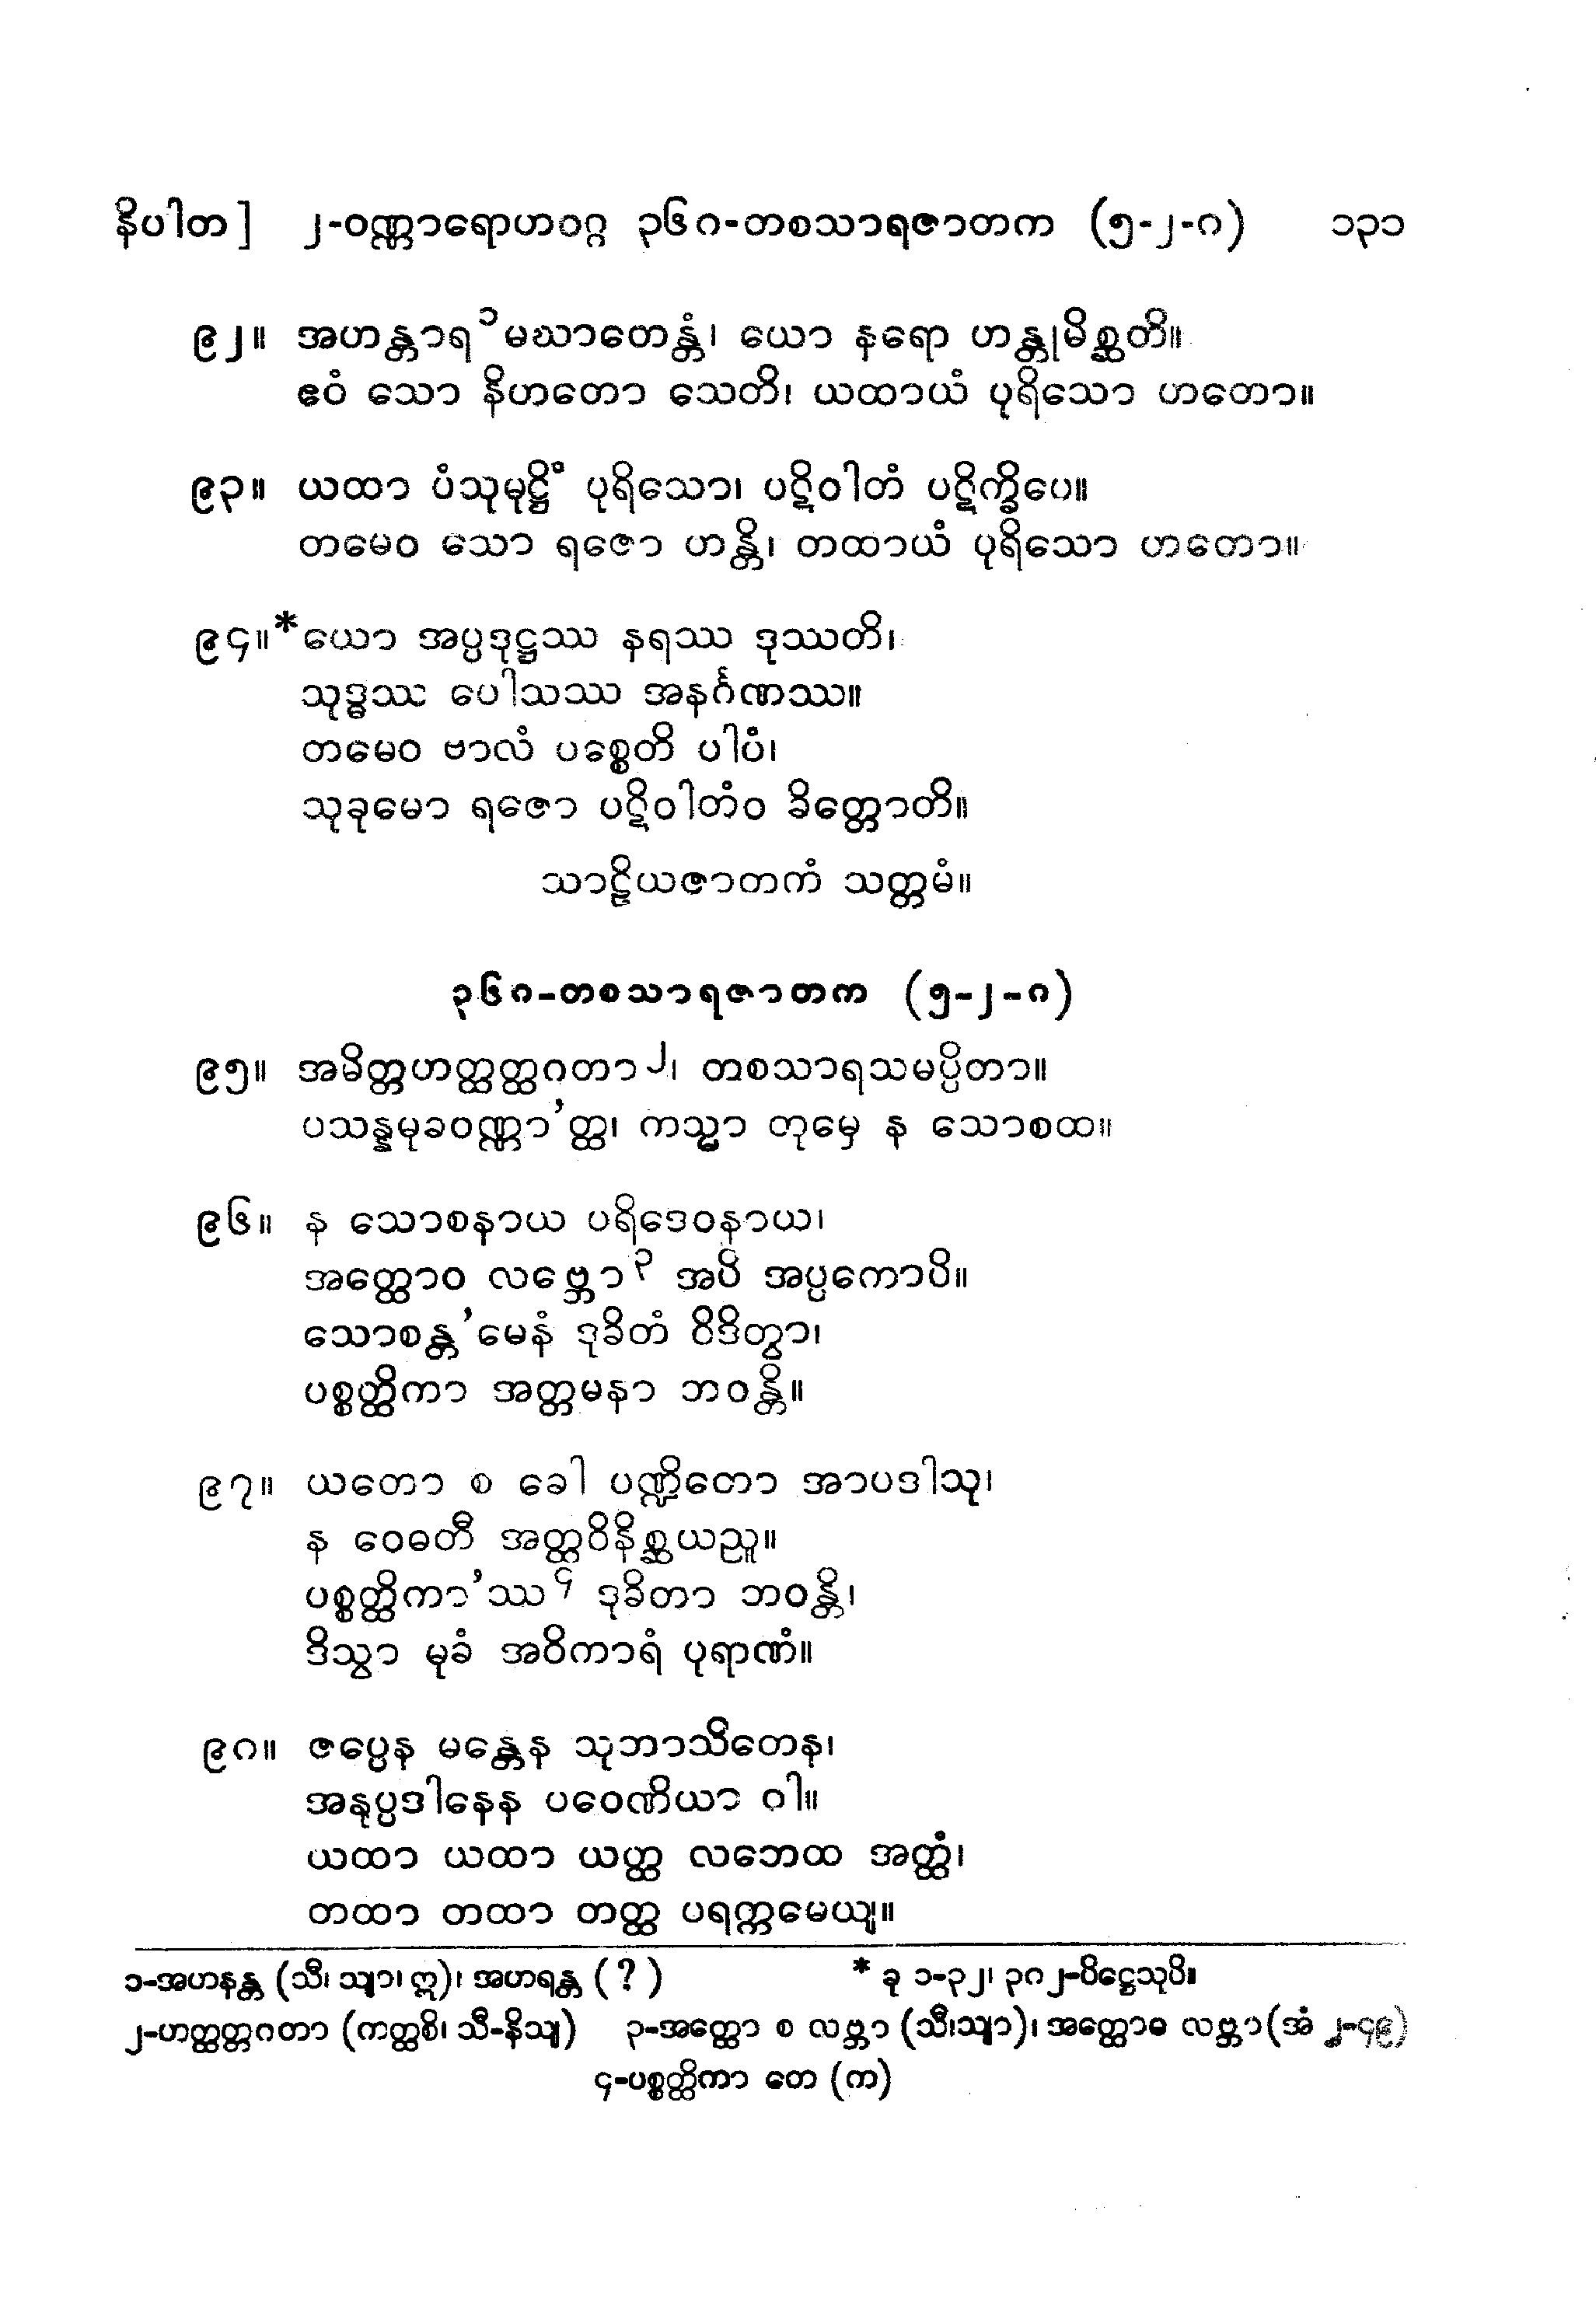 နိပါတ] ၂-ဝဏ္ဏာရောဟဝဂ္ဂ ၃၆၈-တစသာရဇာတက (၅-၂-၈) ၁၃၁
၉၂။ အဟန္တာရ၁မဃာတေန္တံ၊ ယော နရော ဟန္တုမိစ္ဆတိ။
ဧဝံ သော နိဟတော သေတိ၊ ယထာယံ ပုရိသော ဟတော။
၉၃။ ယထာ ပံသုမုဋ္ဌိံ ပုရိသော၊ ပဋိဝါတံ ပဋိက္ခိပေ။
တမေဝ သော ရဇော ဟန္တိ၊ တထာယံ ပုရိသော ဟတော။
၉၄။*ယော အပ္ပဒုဋ္ဌဿ နရဿ ဒုဿတိ၊
သုဒ္ဓဿ ပေါသဿ အနင်္ဂဏဿ။
တမေဝ ဗာလံ ပစ္စေတိ ပါပံ၊
သုခုမော ရဇော ပဋိဝါတံဝ ခိတ္တောတိ။
သာဠိယဇာတကံ သတ္တမံ။
၃၆၈-တစသာရဇာတက (၅-၂-၈)
၉၅။ အမိတ္တဟတ္ထတ္ထဂတာ၂၊ တစသာရသမပ္ပိတာ။
ပသန္နမုခဝဏ္ဏာ’တ္ထ၊ ကသ္မာ တုမှေ န သောစထ။
၉၆။ န သောစနာယ ပရိဒေဝနာယ၊
အတ္ထောဝ လဗ္ဘော၃ အပိ အပ္ပကောပိ။
သောစန္တ’မေနံ ဒုခိတံ ဝိဒိတွာ၊
ပစ္စတ္ထိကာ အတ္တမနာ ဘဝန္တိ။
၉၇။ ယတော စ ခေါ ပဏ္ဍိတော အာပဒါသု၊
န ဝေဓတီ အတ္ထဝိနိစ္ဆယညူ။
ပစ္စတ္ထိကာ’ဿ၄ ဒုခိတာ ဘဝန္တိ၊
ဒိသွာ မုခံ အဝိကာရံ ပုရာဏံ။
၉၈။ ဇပ္ပေန မန္တေန သုဘာသိတေန၊
အနုပ္ပဒါနေန ပဝေဏိယာ ဝါ။
ယထာ ယထာ ယတ္ထ လဘေထ အတ္ထံ၊
တထာ တထာ တတ္ထ ပရက္ကမေယျ။
၁-အဟနန္တ (သီ၊ သျာ၊ ဣ)၊ အဟရန္တ (?) * ခု ၁-၃၂၊ ၃၈၂-ပိဋ္ဌေသုပိ။
၂-ဟတ္ထတ္တဂတာ (ကတ္ထစိ၊ သီ-နိသျ) ၃-အတ္ထော စ လဗ္ဘာ (သီ၊သျာ)၊ အတ္ထောဓ လဗ္ဘာ(အံ ၂-၄၉)
၄-ပစ္စတ္ထိကာ တေ (က)